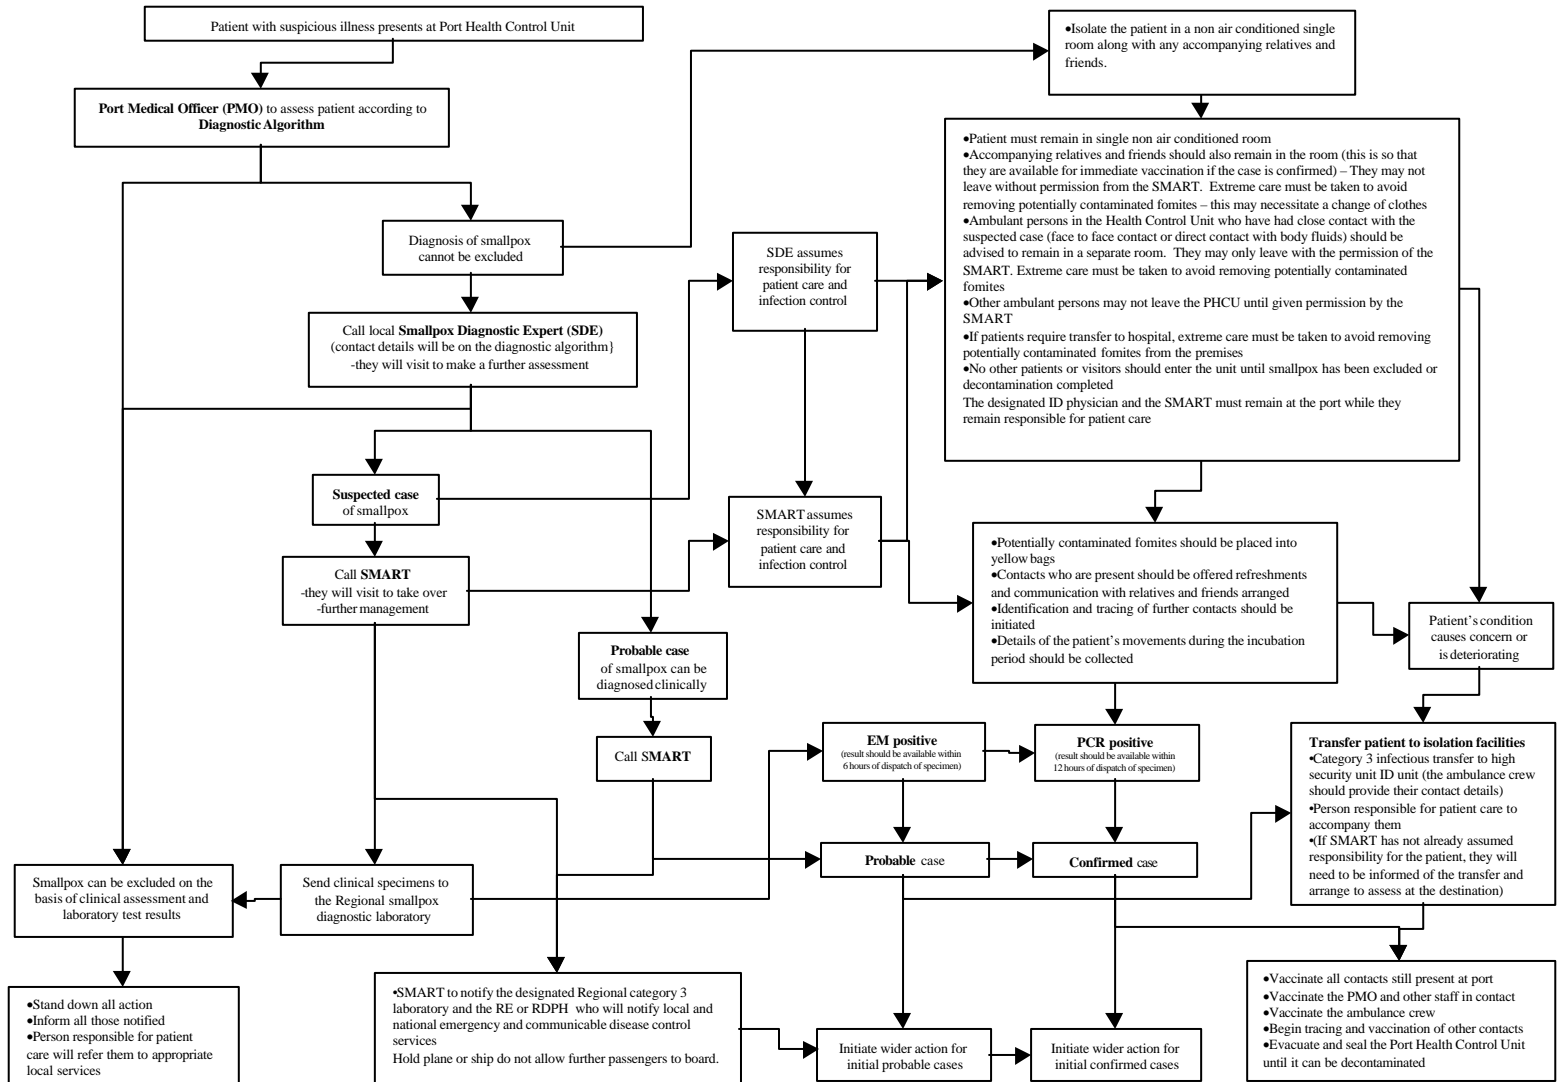 Patient with suspicious illness presents at Port Health Control Unit
•Isolate the patient in a non air conditioned single
room along with any accompanying relatives and
friends.
Port Medical Officer (PMO) to assess patient according to
Diagnostic Algorithm
•Patient must remain in single non air conditioned room
•Accompanying relatives and friends should also remain in the room (this is so that
they are available for immediate vaccination if the case is confirmed) – They may not
leave without permission from the SMART.  Extreme care must be taken to avoid
removing potentially contaminated fomites – this may necessitate a change of clothes
•Ambulant persons in the Health Control Unit who have had close contact with the
suspected case (face to face contact or direct contact with body fluids) should be
advised to remain in a separate room.  They may only leave with the permission of the
SMART. Extreme care must be taken to avoid removing potentially contaminated
fomites
•Other ambulant persons may not leave the PHCU until given permission by the
SMART
•If patients require transfer to hospital, extreme care must be taken to avoid removing
potentially contaminated fomites from the premises
•No other patients or visitors should enter the unit until smallpox has been excluded or
decontamination completed
The designated ID physician and the SMART must remain at the port while they
remain responsible for patient care
Diagnosis of smallpox
cannot be excluded
SDE assumes
responsibility for
patient care and
infection control
Call local Smallpox Diagnostic Expert (SDE)
(contact details will be on the diagnostic algorithm}
-they will visit to make a further assessment
Suspected case
of smallpox
SMART assumes
responsibility for
patient care and
infection control
Call SMART
-they will visit to take over
-further management
•Potentially contaminated fomites should be placed into
yellow bags
•Contacts who are present should be offered refreshments
and communication with relatives and friends arranged
•Identification and tracing of further contacts should be
initiated
•Details of the patient's movements during the incubation
period should be collected
Patient's condition
causes concern or
is deteriorating
Probable case
of smallpox can be
diagnosed clinically
Call SMART
EM positive
(result should be available within
6 hours of dispatch of specimen)
PCR positive
(result should be available within
12 hours of dispatch of specimen)
Transfer patient to isolation facilities
•Category 3 infectious transfer to high
security unit ID unit (the ambulance crew
should provide their contact details)
•Person responsible for patient care to
accompany them
•(If SMART has not already assumed
responsibility for the patient, they will
need to be informed of the transfer and
arrange to assess at the destination)
Probable case
Confirmed case
Smallpox can be excluded on the
basis of clinical assessment and
laboratory test results
Send clinical specimens to
the Regional smallpox
diagnostic laboratory
•Stand down all action
•Inform all those notified
•Person responsible for patient
care will refer them to appropriate
local services
•SMART to notify the designated Regional category 3
laboratory and the RE or RDPH  who will notify local and
national emergency and communicable disease control
services
Hold plane or ship do not allow further passengers to board.
Initiate wider action for
initial probable cases
Initiate wider action for
initial confirmed cases
•Vaccinate all contacts still present at port
•Vaccinate the PMO and other staff in contact
•Vaccinate the ambulance crew
•Begin tracing and vaccination of other contacts
•Evacuate and seal the Port Health Control Unit
until it can be decontaminated